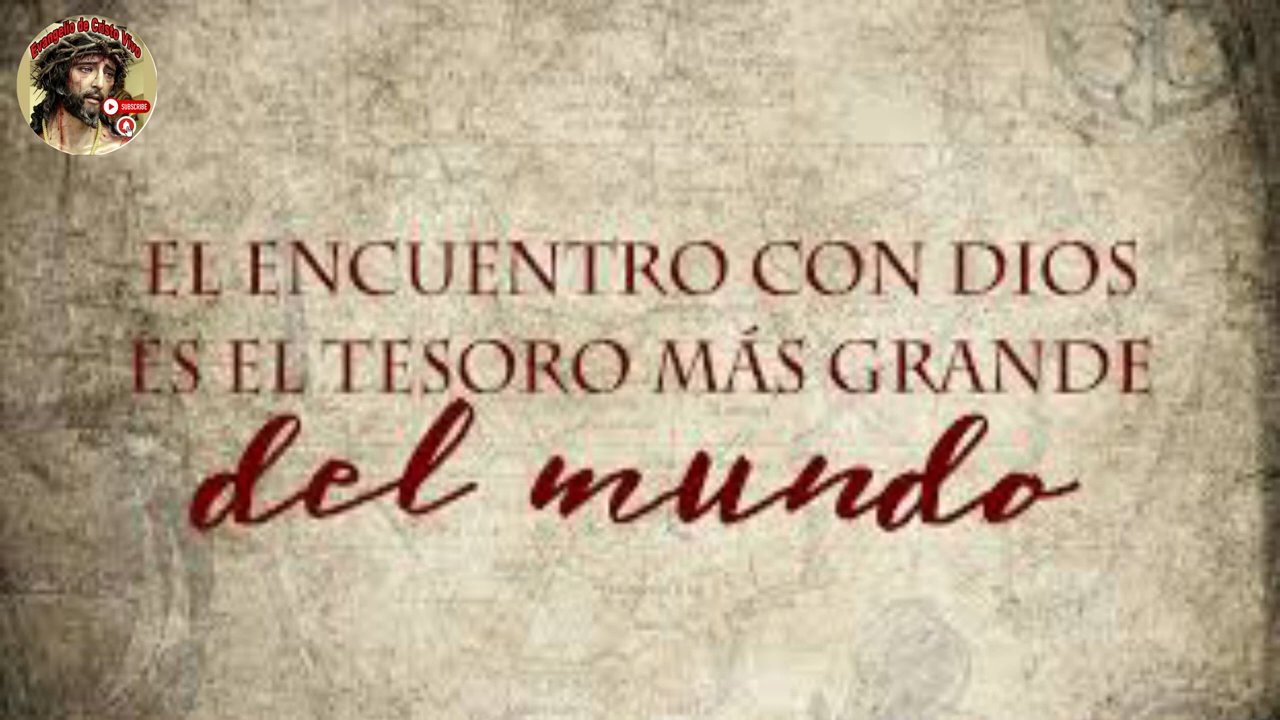 Evangelio de Cristo Vivo
SUBSCRIBE
EL ENCUENTRO CON DIOS
ES EL TESORO MÁS GRANDE
del mundo